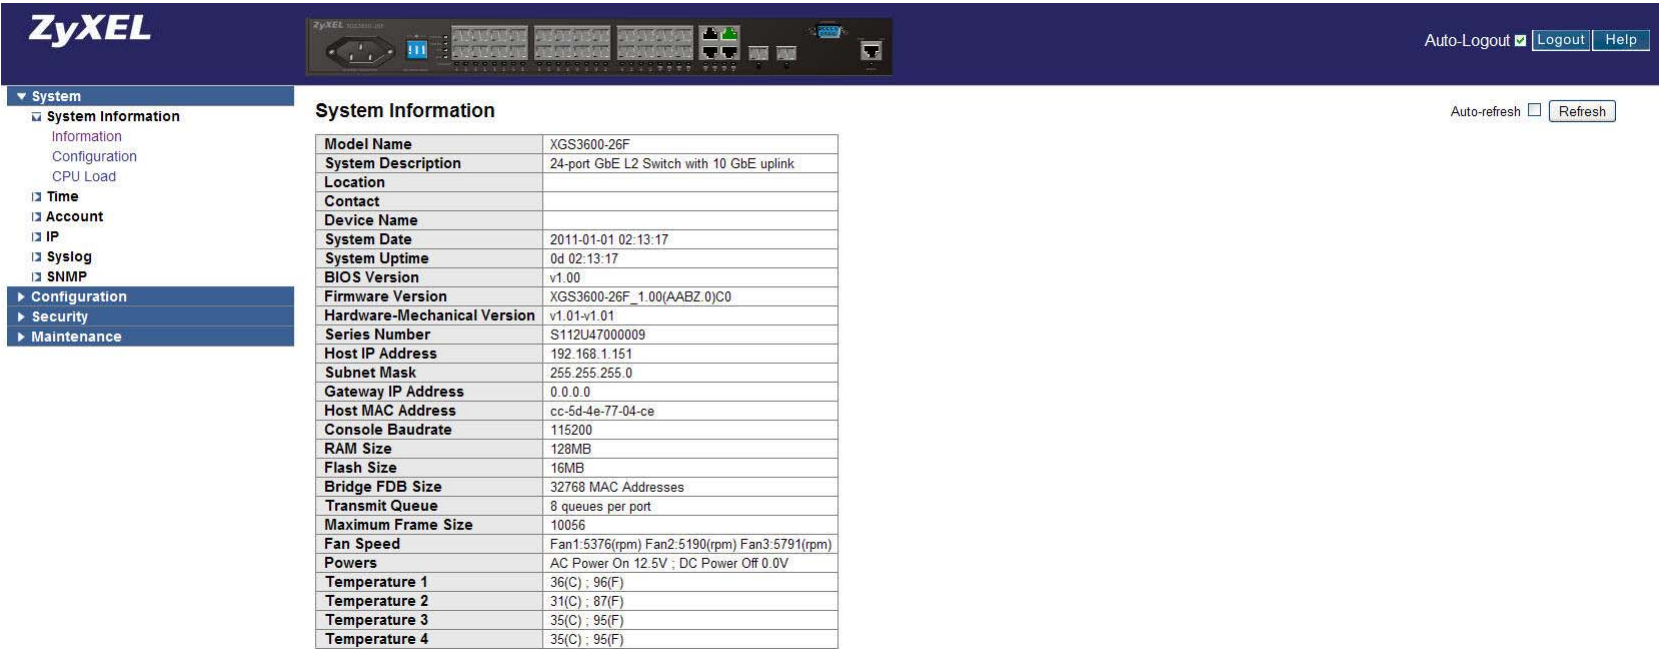 ZyXEL
ZyXEL XGS3600-26F
Auto-Logout Logout Help
System
System Information
Information
Configuration
CPU Load
Time
Account
IP
Syslog
SNMP
Configuration
Security
Maintenance
System Information
Auto-refresh Refresh
Model Name XGS3600-26F
System Description 24-port GbE L2 Switch with 10 GbE uplink
Location
Contact
Device Name
System Date 2011-01-01 02:13:17
System Uptime 0d 02:13:17
BIOS Version v1.00
Firmware Version XGS3600-26F_1.00(AABZ.0)C0
Hardware-Mechanical Version v1.01-v1.01
Series Number S112U47000009
Host IP Address 192.168.1.151
Subnet Mask 255.255.255.0
Gateway IP Address 0.0.0.0
Host MAC Address cc-5d-4e-77-04-ce
Console Baudrate 115200
RAM Size 128MB
Flash Size 16MB
Bridge FDB Size 32768 MAC Addresses
Transmit Queue 8 queues per port
Maximum Frame Size 10056
Fan Speed Fan1:5376(rpm) Fan2:5190(rpm) Fan3:5791(rpm)
Powers AC Power On 12.5V ; DC Power Off 0.0V
Temperature 1 36(C) ; 96(F)
Temperature 2 31(C) ; 87(F)
Temperature 3 35(C) ; 95(F)
Temperature 4 35(C) ; 95(F)